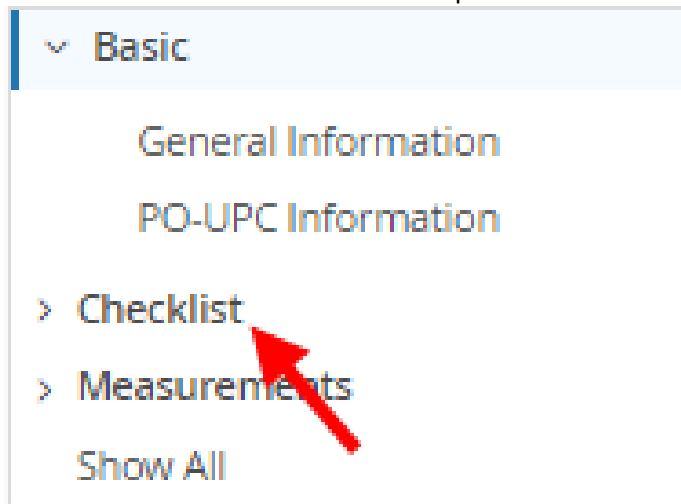 Basic
General Information
PO-UPC Information
Checklist
Measurements
Show All